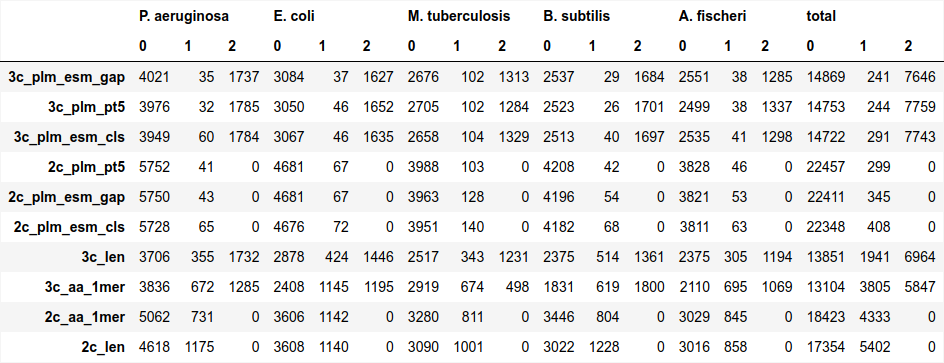 P. aeruginosa E. coli M. tuberculosis B. subtilis A. fischeri total
0 1 2 0 1 2 0 1 2 0 1 2 0 1 2 0 1 2
3c_plm_esm_gap 4021 35 1737 3084 37 1627 2676 102 1313 2537 29 1684 2551 38 1285 14869 241 7646
3c_plm_pt5 3976 32 1785 3050 46 1652 2705 102 1284 2523 26 1701 2499 38 1337 14753 244 7759
3c_plm_esm_cls 3949 60 1784 3067 46 1635 2658 104 1329 2513 40 1697 2535 41 1298 14722 291 7743
2c_plm_pt5 5752 41 0 4681 67 0 3988 103 0 4208 42 0 3828 46 0 22457 299 0
2c_plm_esm_gap 5750 43 0 4681 67 0 3963 128 0 4196 54 0 3821 53 0 22411 345 0
2c_plm_esm_cls 5728 65 0 4676 72 0 3951 140 0 4182 68 0 3811 63 0 22348 408 0
3c_len 3706 355 1732 2878 424 1446 2517 343 1231 2375 514 1361 2375 305 1194 13851 1941 6964
3c_aa_1mer 3836 672 1285 2408 1145 1195 2919 674 498 1831 619 1800 2110 695 1069 13104 3805 5847
2c_aa_1mer 5062 731 0 3606 1142 0 3280 811 0 3446 804 0 3029 845 0 18423 4333 0
2c_len 4618 1175 0 3608 1140 0 3090 1001 0 3022 1228 0 3016 858 0 17354 5402 0